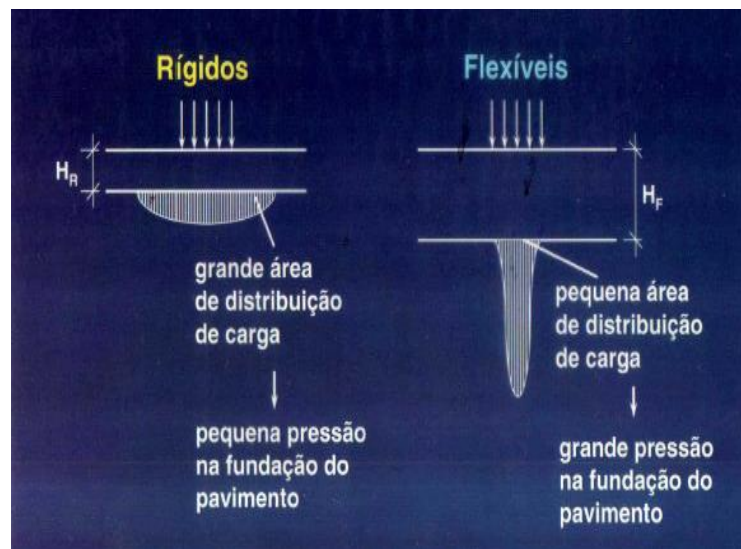 Rígidos
H_R
grande área
de distribuição
de carga
pequena pressão
na fundação do
pavimento
Flexíveis
H_F
pequena área
de distribuição
de carga
grande pressão
na fundação do
pavimento